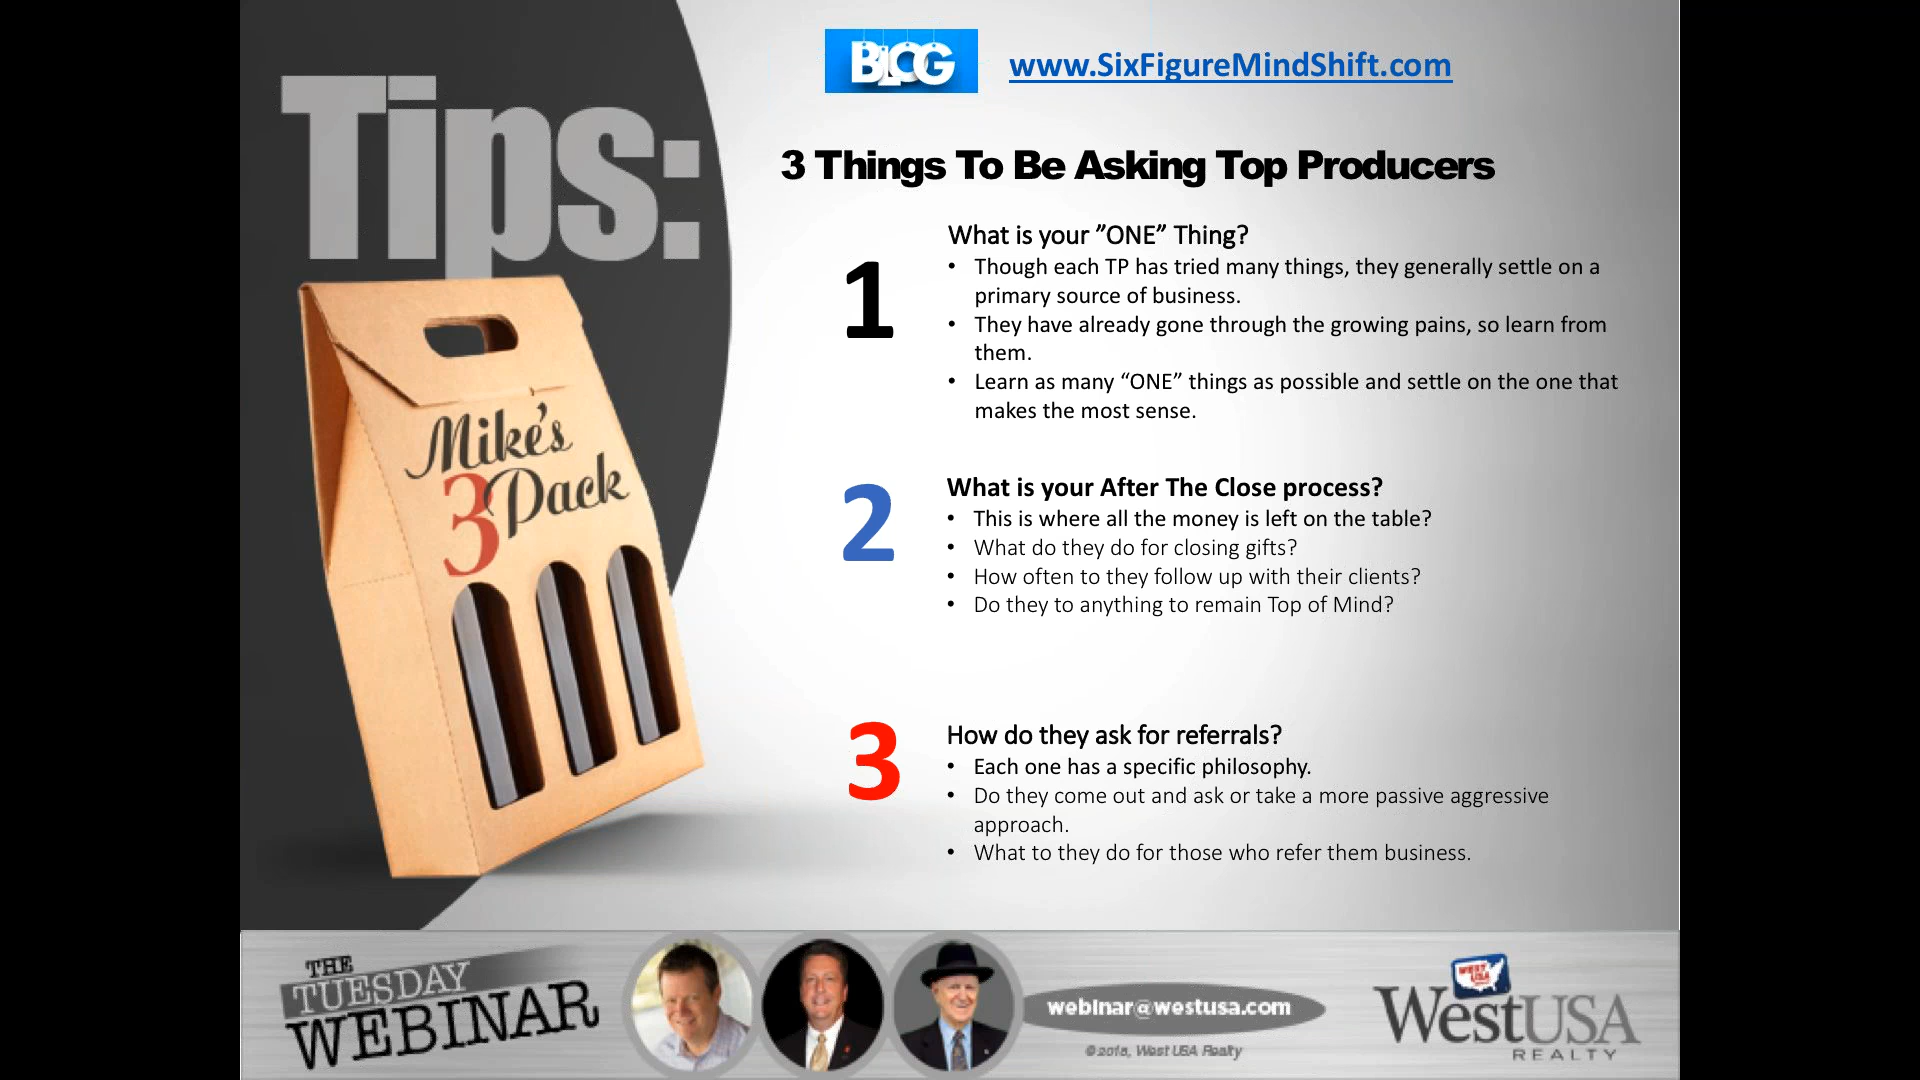 Tips:
Mike's
3 Pack
BLOG
www.SixFigureMindShift.com
3 Things To Be Asking Top Producers
1
What is your ”ONE” Thing?
• Though each TP has tried many things, they generally settle on a
primary source of business.
• They have already gone through the growing pains, so learn from
them.
• Learn as many “ONE” things as possible and settle on the one that
makes the most sense.
2
What is your After The Close process?
• This is where all the money is left on the table?
• What do they do for closing gifts?
• How often to they follow up with their clients?
• Do they to anything to remain Top of Mind?
3
How do they ask for referrals?
• Each one has a specific philosophy.
• Do they come out and ask or take a more passive aggressive
approach.
• What to they do for those who refer them business.
THE
TUESDAY
WEBINAR
webinar@westusa.com
©2018, West USA Realty
WEST
USA
WestUSA
REALTY